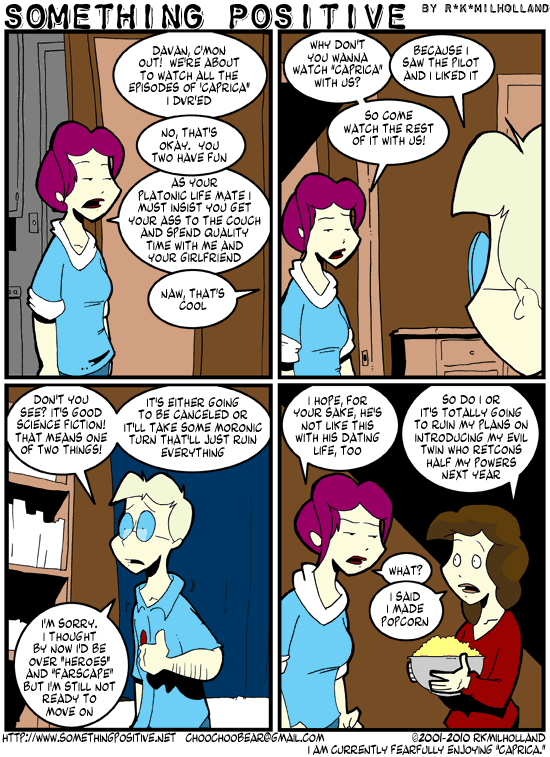 SOMETHING POSITIVE BY R*K*MILHOLLAND
DAVAN, C'MON
OUT! WE'RE ABOUT
TO WATCH ALL THE
EPISODES OF 'CAPRICA"
I DVR'ED
NO, THAT'S
OKAY. YOU
TWO HAVE FUN
AS YOUR
PLATONIC LIFE MATE I
MUST INSIST YOU GET
YOUR ASS TO THE COUCH
AND SPEND QUALITY
TIME WITH ME AND
YOUR GIRLFRIEND
NAW, THAT'S
COOL
WHY DON'T
YOU WANNA
WATCH "CAPRICA"
WITH US?
BECAUSE I
SAW THE PILOT
AND I LIKED IT
SO COME
WATCH THE REST
OF IT WITH US!
DON'T YOU
SEE? IT'S GOOD
SCIENCE FICTION!
THAT MEANS ONE
OF TWO THINGS!
IT'S EITHER GOING
TO BE CANCELED OR
IT'LL TAKE SOME MORONIC
TURN THAT'LL JUST RUIN
EVERYTHING
I'M SORRY.
I THOUGHT
BY NOW I'D BE
OVER "HEROES"
AND "FARSCAPE"
BUT I'M STILL NOT
READY TO
MOVE ON
I HOPE, FOR
YOUR SAKE, HE'S
NOT LIKE THIS
WITH HIS DATING
LIFE, TOO
SO DO I OR
IT'S TOTALLY GOING
TO RUIN MY PLANS ON
INTRODUCING MY EVIL
TWIN WHO RETCONS
HALF MY POWERS
NEXT YEAR
WHAT?
I SAID
I MADE
POPCORN
HTTP://WWW.SOMETHINGPOSITIVE.NET CHOOCHOOBEAR@GMAIL.COM ©2001-2010 RKMILHOLLAND
I AM CURRENTLY FEARFULLY ENJOYING "CAPRICA."